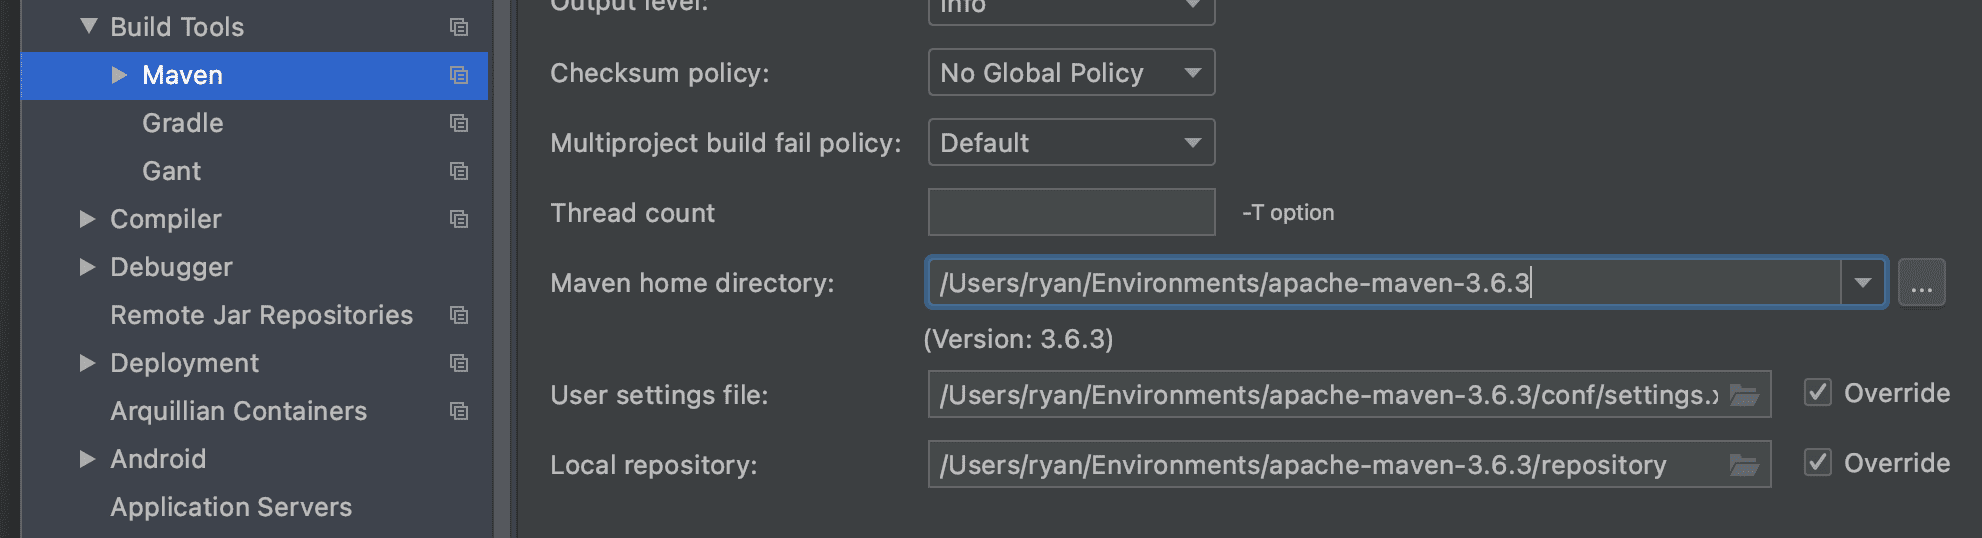 Build Tools
Maven
Gradle
Gant
Compiler
Debugger
Remote Jar Repositories
Deployment
Arquillian Containers
Android
Application Servers
Output level: Info
Checksum policy: No Global Policy
Multiproject build fail policy: Default
Thread count -T option
Maven home directory: /Users/ryan/Environments/apache-maven-3.6.3 ...
(Version: 3.6.3)
User settings file: /Users/ryan/Environments/apache-maven-3.6.3/conf/settings.x Override
Local repository: /Users/ryan/Environments/apache-maven-3.6.3/repository Override